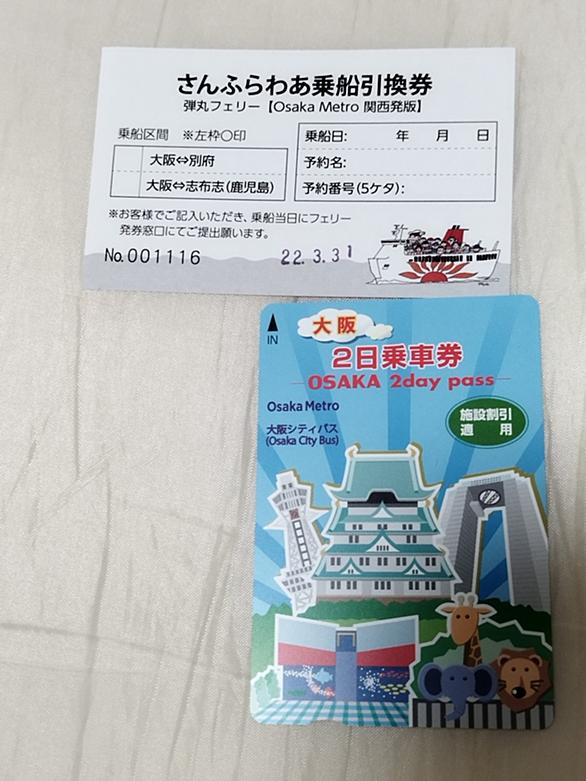 さんふらわあ乗船引換券
弾丸フェリー【Osaka Metro 関西発版】
乗船区間 ※左枠〇印
大阪⇔別府
大阪⇔志布志(鹿児島)
乗船日: 年 月 日
予約名:
予約番号(5ケタ):
※お客様でご記入いただき、乗船当日にフェリー
発券窓口にてご提出願います。
No.001116
22.3.31
IN
大阪
2日乗車券
OSAKA 2day pass
Osaka Metro
大阪シティバス
(Osaka City Bus)
施設割引
適 用